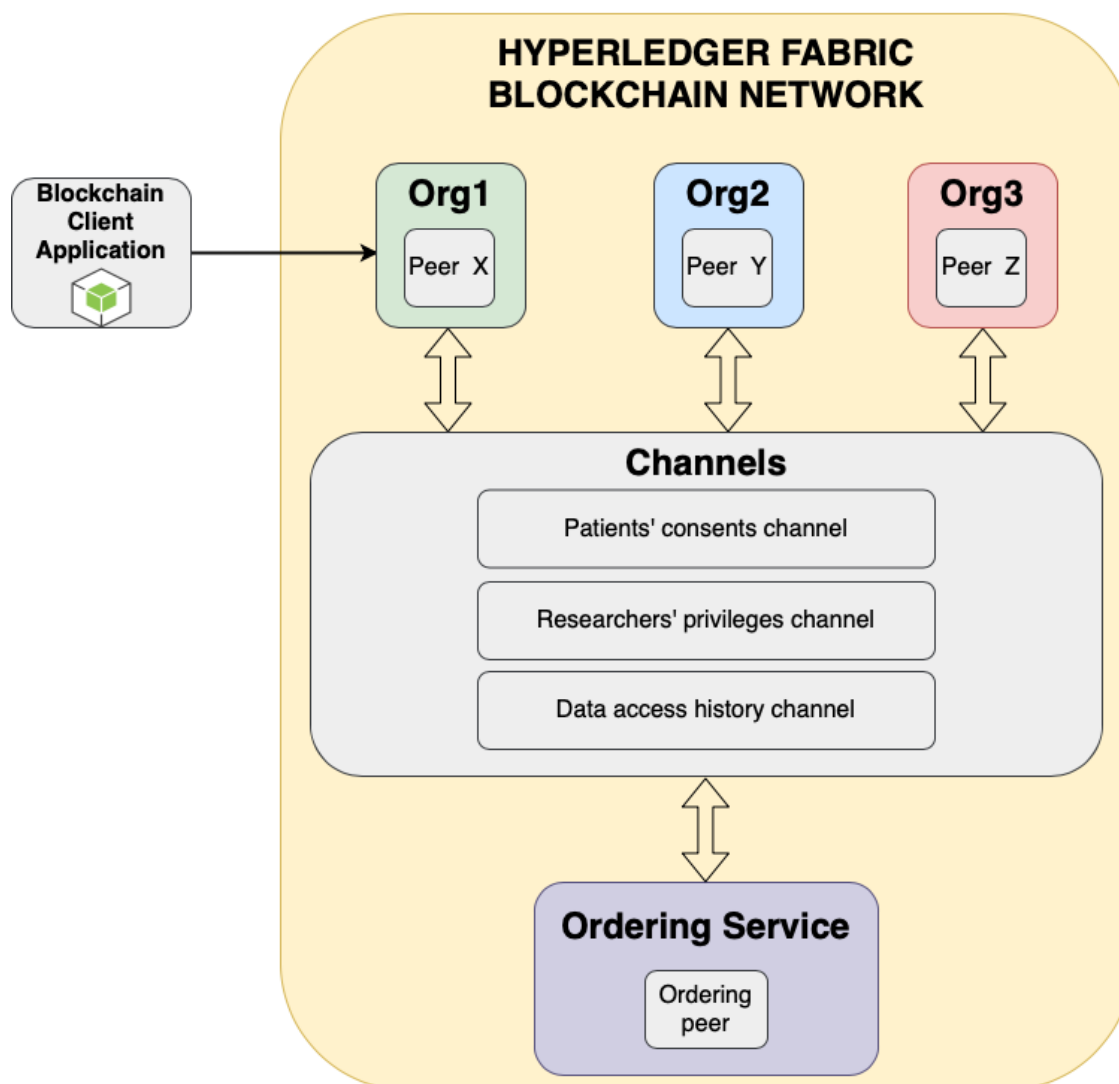 HYPERLEDGER FABRIC
BLOCKCHAIN NETWORK
Blockchain
Client
Application
Org1
Peer X
Org2
Peer Y
Org3
Peer Z
Channels
Patients' consents channel
Researchers' privileges channel
Data access history channel
Ordering Service
Ordering
peer